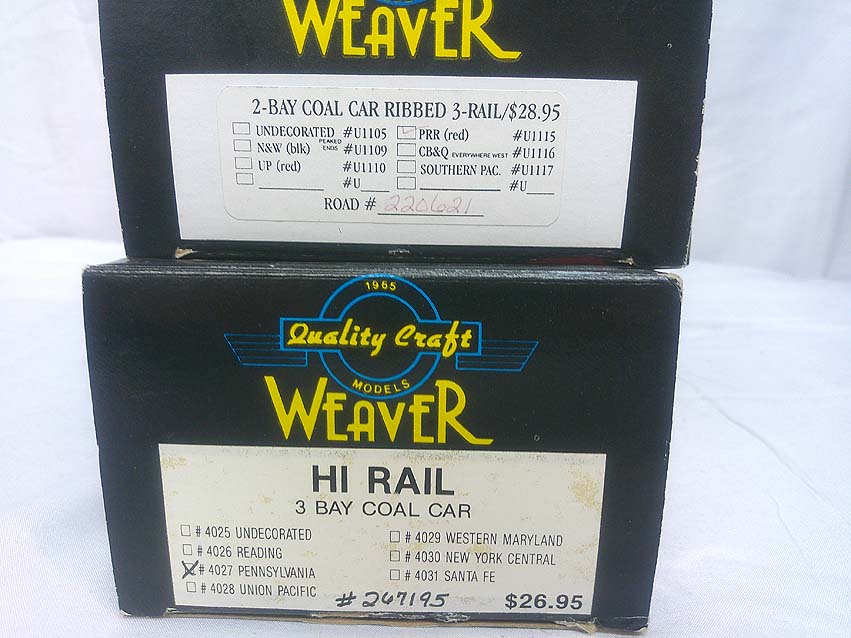 WEAVER
2-BAY COAL CAR RIBBED 3-RAIL/$28.95
UNDECORATED #U1105 PRR (red) #U1115
N&W (blk) PEAKED ENDS #U1109 CB&Q EVERYWHERE WEST #U1116
UP (red) #U1110 SOUTHERN PAC. #U1117
#U___ #U___
ROAD # 220621
1965
Quality Craft
MODELS
WEAVER
HI RAIL
3 BAY COAL CAR
# 4025 UNDECORATED # 4029 WESTERN MARYLAND
# 4026 READING # 4030 NEW YORK CENTRAL
# 4027 PENNSYLVANIA # 4031 SANTA FE
# 4028 UNION PACIFIC
#247195 $26.95